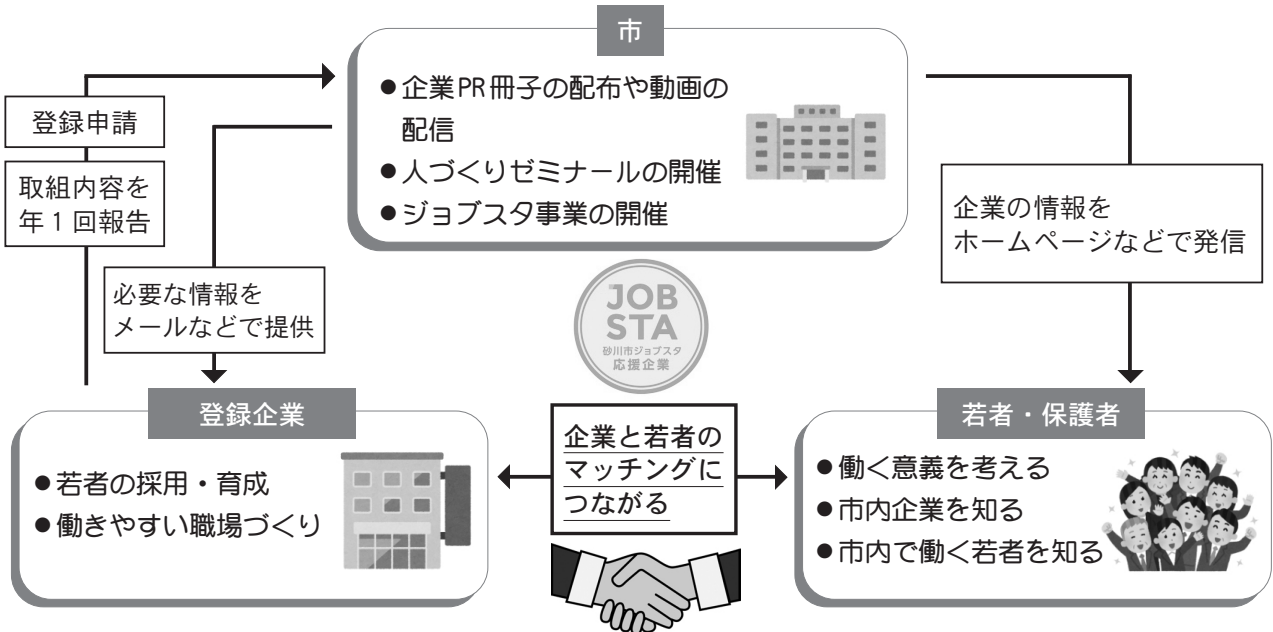 市
●企業PR冊子の配布や動画の
配信
●人づくりゼミナールの開催
●ジョブスタ事業の開催
登録申請
取組内容を
年1回報告
必要な情報を
メールなどで提供
企業の情報を
ホームページなどで発信
JOB
STA
砂川市ジョブスタ
応援企業
登録企業
●若者の採用・育成
●働きやすい職場づくり
企業と若者の
マッチングに
つながる
若者・保護者
●働く意義を考える
●市内企業を知る
●市内で働く若者を知る